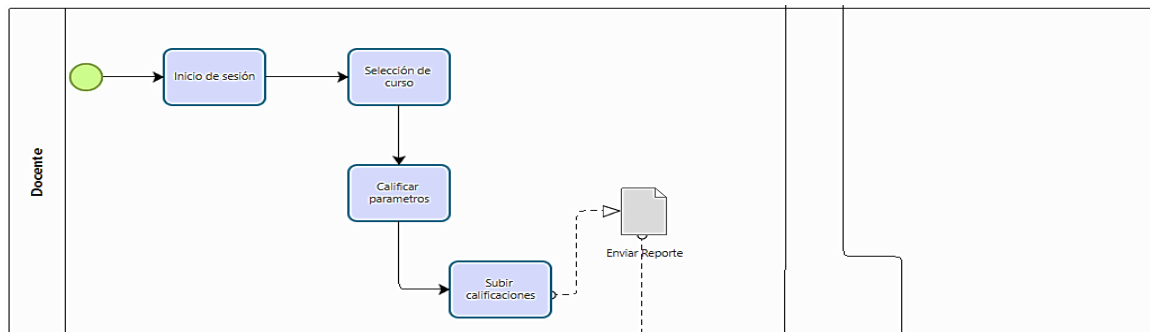 Docente
Inicio de sesión
Selección de
curso
Calificar
parametros
Subir
calificaciones
Enviar Reporte